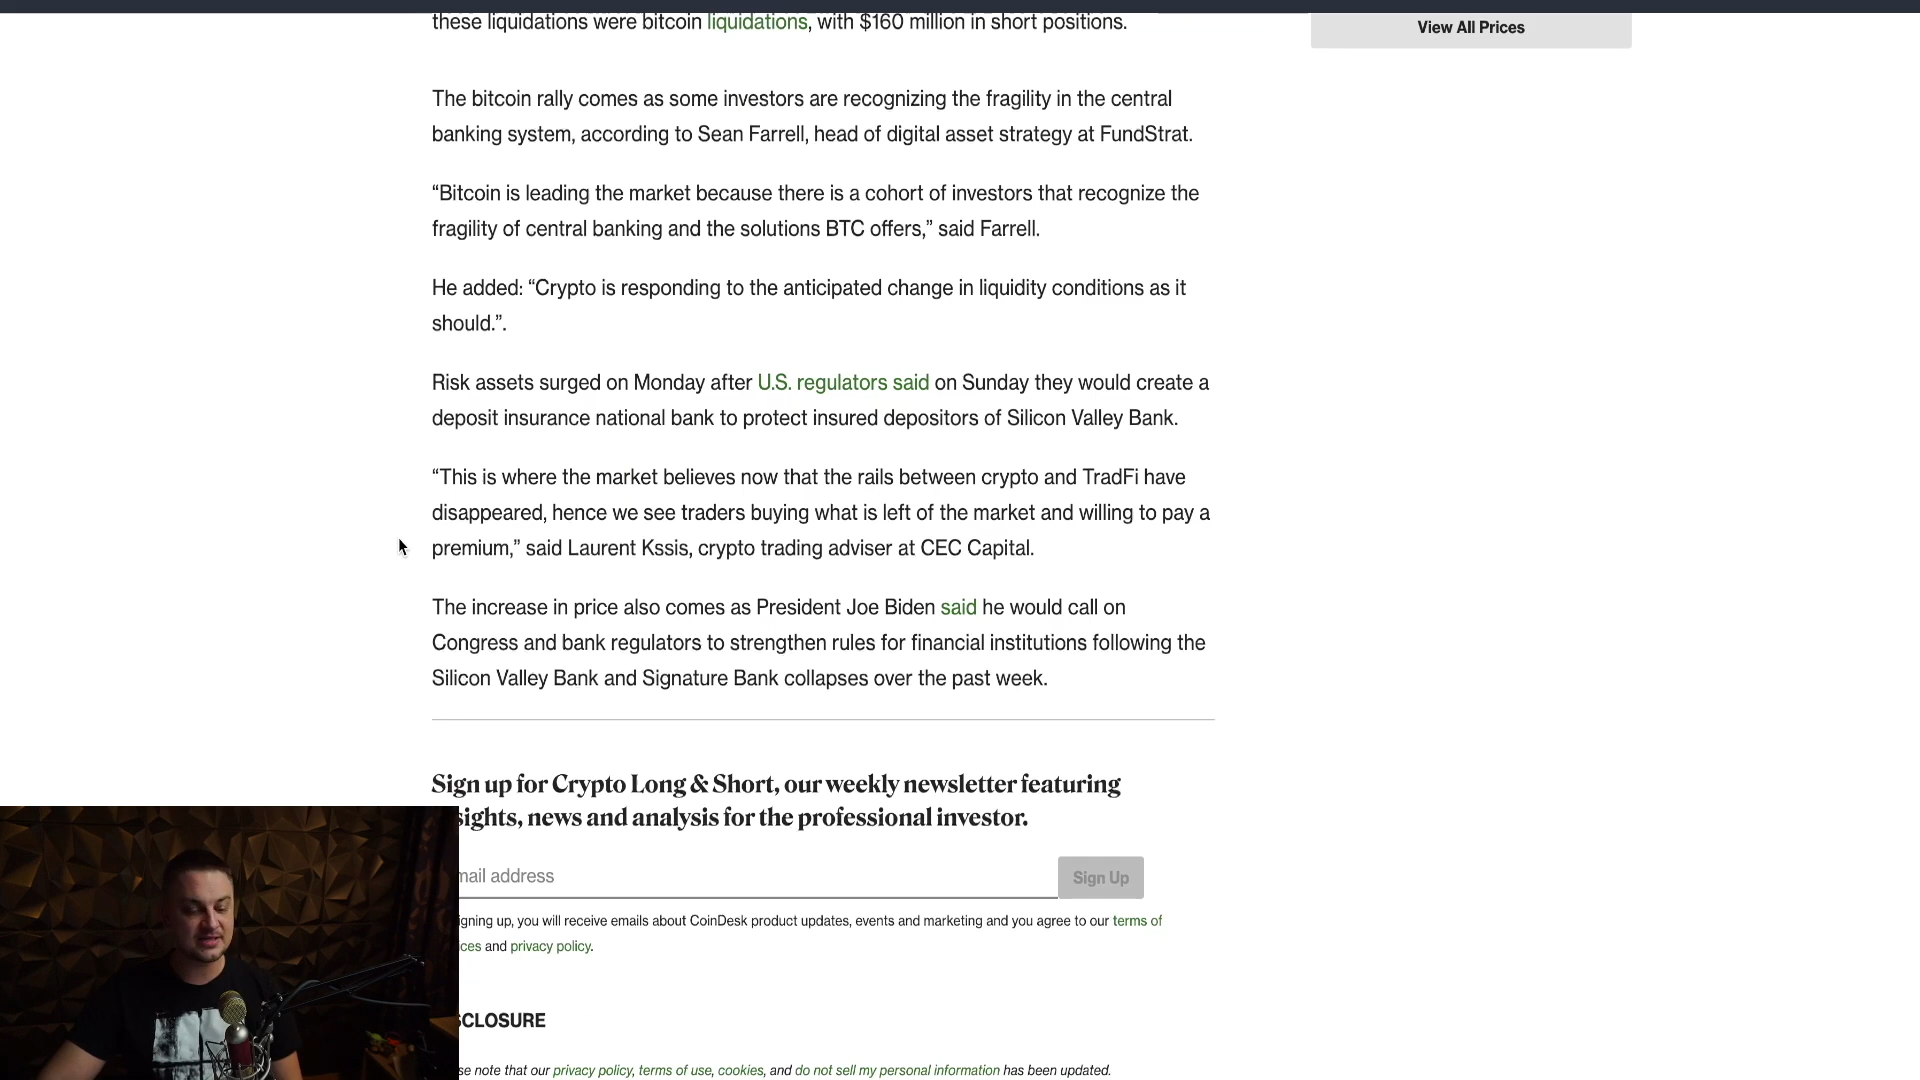 these liquidations were bitcoin liquidations, with $160 million in short positions.
View All Prices
The bitcoin rally comes as some investors are recognizing the fragility in the central
banking system, according to Sean Farrell, head of digital asset strategy at FundStrat.
“Bitcoin is leading the market because there is a cohort of investors that recognize the
fragility of central banking and the solutions BTC offers,” said Farrell.
He added: “Crypto is responding to the anticipated change in liquidity conditions as it
should.”.
Risk assets surged on Monday after U.S. regulators said on Sunday they would create a
deposit insurance national bank to protect insured depositors of Silicon Valley Bank.
“This is where the market believes now that the rails between crypto and TradFi have
disappeared, hence we see traders buying what is left of the market and willing to pay a
premium,” said Laurent Kssis, crypto trading adviser at CEC Capital.
The increase in price also comes as President Joe Biden said he would call on
Congress and bank regulators to strengthen rules for financial institutions following the
Silicon Valley Bank and Signature Bank collapses over the past week.
Sign up for Crypto Long & Short, our weekly newsletter featuring
sights, news and analysis for the professional investor.
mail address
Sign Up
igning up, you will receive emails about CoinDesk product updates, events and marketing and you agree to our terms of
ces and privacy policy.
SCLOSURE
se note that our privacy policy, terms of use, cookies, and do not sell my personal information has been updated.